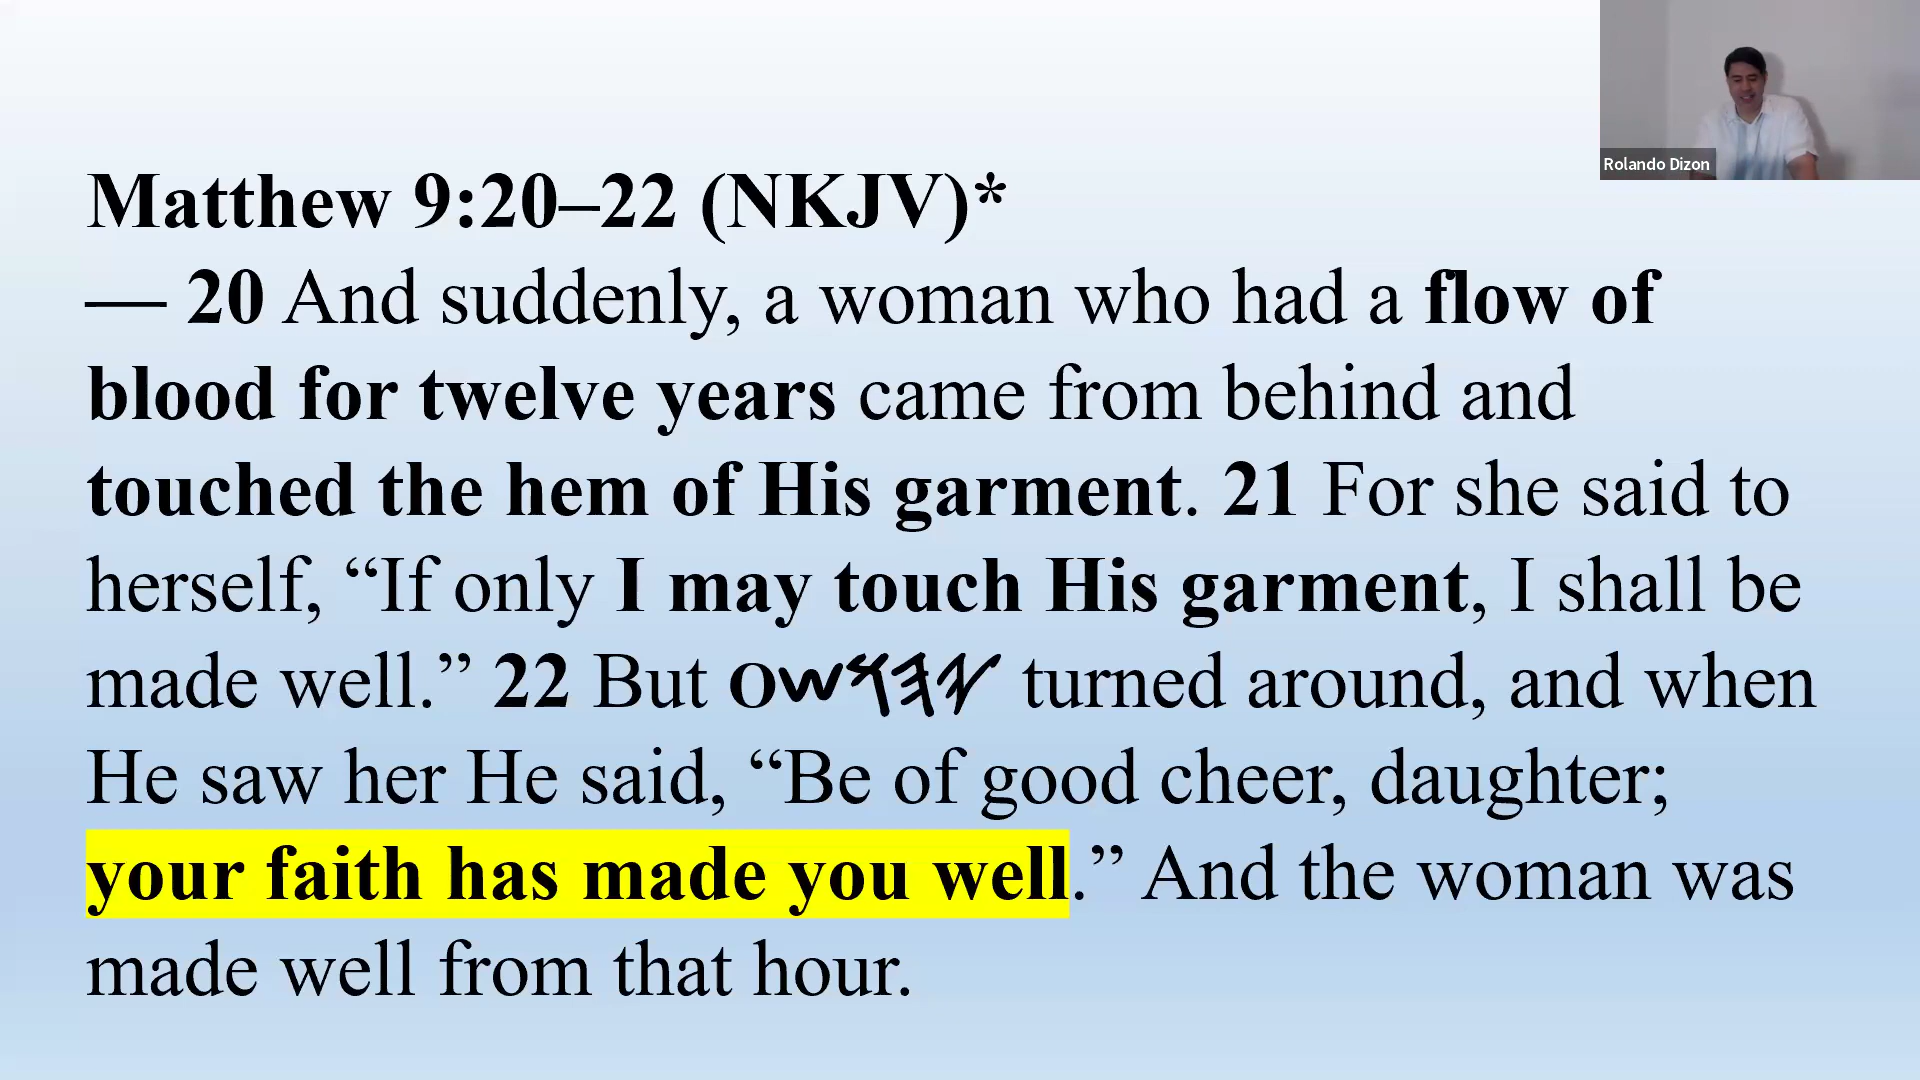 Rolando Dizon
Matthew 9:20–22 (NKJV)*
— 20 And suddenly, a woman who had a flow of
blood for twelve years came from behind and
touched the hem of His garment. 21 For she said to
herself, “If only I may touch His garment, I shall be
made well.” 22 But 𐤉𐤄𐤅𐤔𐤏 turned around, and when
He saw her He said, “Be of good cheer, daughter;
your faith has made you well.” And the woman was
made well from that hour.